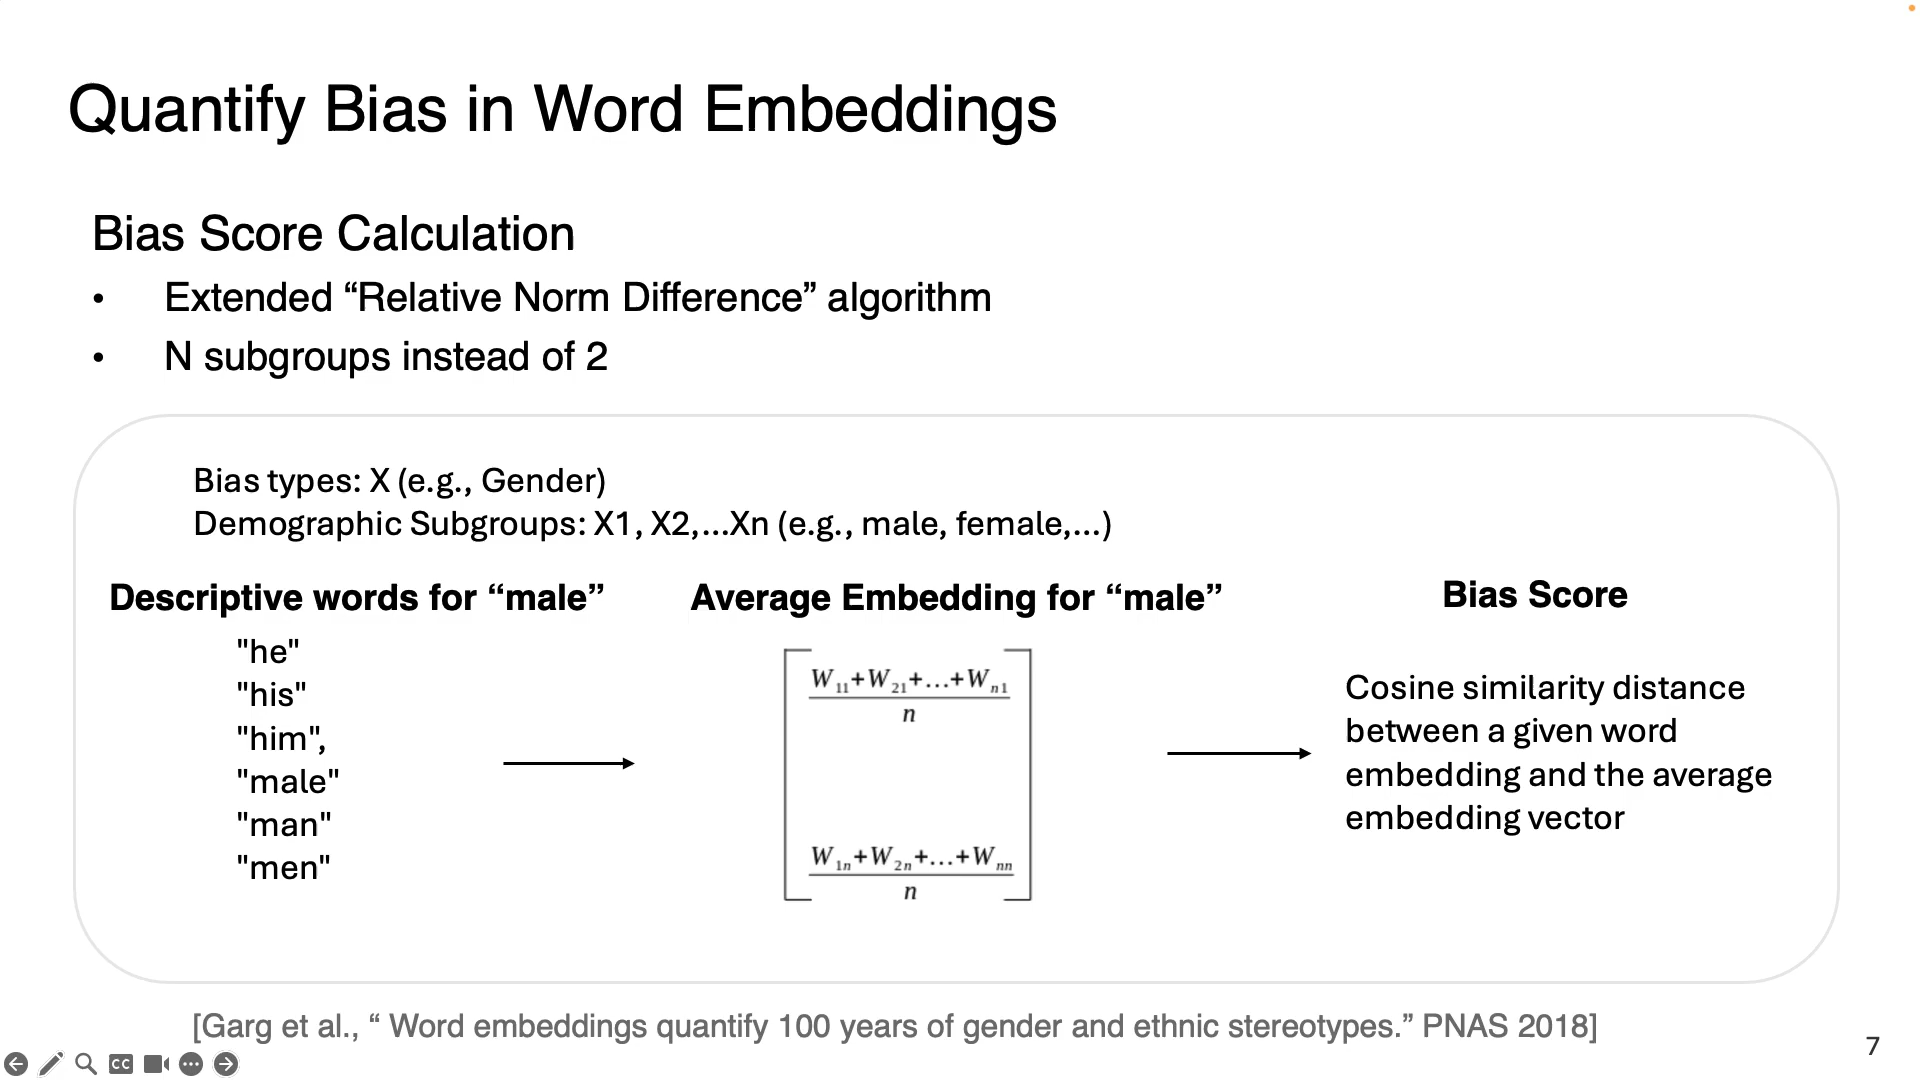 Quantify Bias in Word Embeddings
Bias Score Calculation
• Extended “Relative Norm Difference” algorithm
• N subgroups instead of 2
Bias types: X (e.g., Gender)
Demographic Subgroups: X1, X2,...Xn (e.g., male, female,...)
Descriptive words for “male”
"he"
"his"
"him",
"male"
"man"
"men"
Average Embedding for “male”
W11+W21+...+Wn1
n
W1n+W2n+...+Wnn
n
Bias Score
Cosine similarity distance
between a given word
embedding and the average
embedding vector
[Garg et al., “ Word embeddings quantify 100 years of gender and ethnic stereotypes.” PNAS 2018]
7
CC